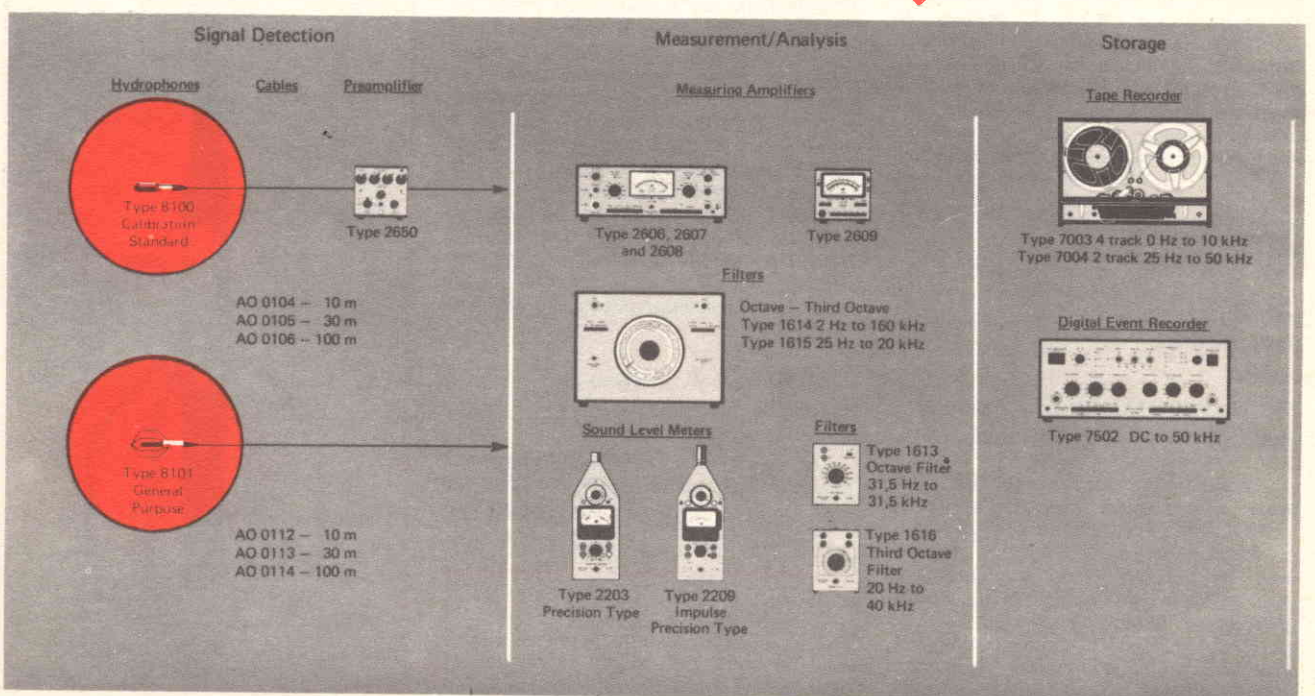 Signal Detection
Measurement/Analysis
Storage
Hydrophones
Cables
Preamplifier
Type 8100
Calibration
Standard
Type 2650
AO 0104 – 10 m
AO 0105 – 30 m
AO 0106 – 100 m
Type 8101
General
Purpose
AO 0112 – 10 m
AO 0113 – 30 m
AO 0114 – 100 m
Measuring Amplifiers
Type 2606, 2607
and 2608
Type 2609
Filters
Octave – Third Octave
Type 1614 2 Hz to 160 kHz
Type 1615 25 Hz to 20 kHz
Sound Level Meters
Type 2203
Precision Type
Type 2209
Impulse
Precision Type
Filters
Type 1613
Octave Filter
31,5 Hz to
31,5 kHz
Type 1616
Third Octave
Filter
20 Hz to
40 kHz
Tape Recorder
Type 7003 4 track 0 Hz to 10 kHz
Type 7004 2 track 25 Hz to 50 kHz
Digital Event Recorder
Type 7502 DC to 50 kHz